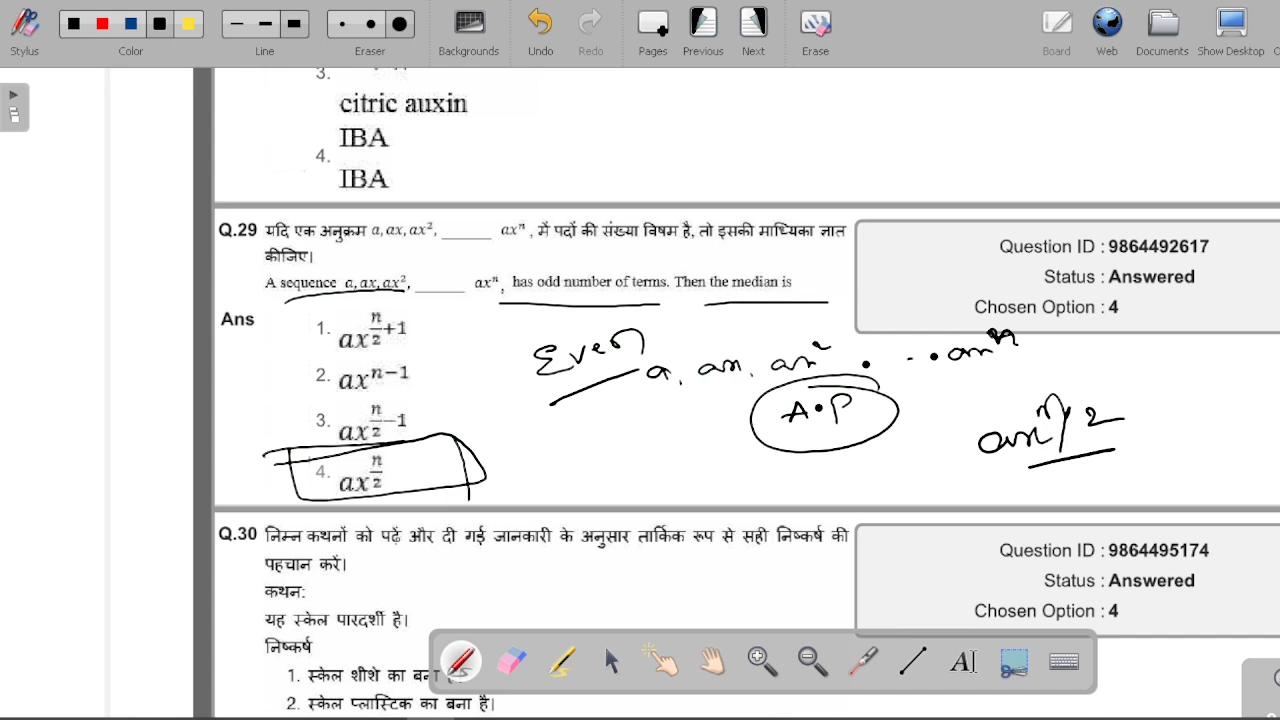 Stylus
Color
Line
Eraser
Backgrounds
Undo
Redo
Pages
Previous
Next
Erase
Board
Web
Documents
Show Desktop
3.
citric auxin
IBA
4.
IBA
Q.29 यदि एक अनुक्रम a, ax, ax², ______ axⁿ, में पदों की संख्या विषम है, तो इसकी माध्यिका ज्ञात
कीजिए।
A sequence a, ax, ax², ______ axⁿ, has odd number of terms. Then the median is
Ans
1. ax^(n/2+1)
2. ax^(n−1)
3. ax^(n/2−1)
4. ax^(n/2)
Question ID : 9864492617
Status : Answered
Chosen Option : 4
Even
a, ax, ax² . . . axⁿ
A.P
ax^n/2
Q.30 निम्न कथनों को पढ़ें और दी गई जानकारी के अनुसार तार्किक रूप से सही निष्कर्ष की
पहचान करें।
कथन:
यह स्केल पारदर्शी है।
निष्कर्ष
1. स्केल शीशे का बना
2. स्केल प्लास्टिक का बना है।
Question ID : 9864495174
Status : Answered
Chosen Option : 4